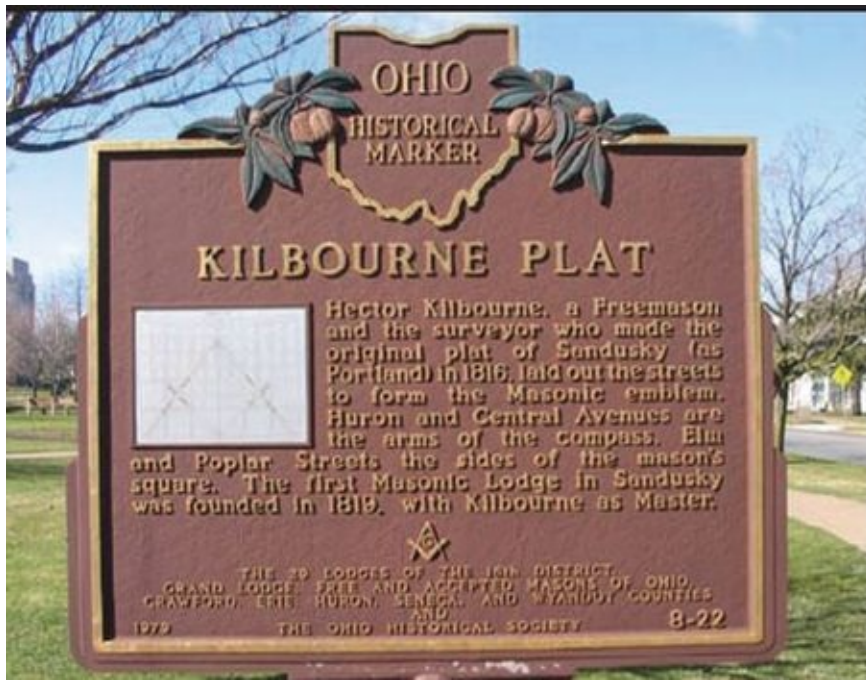 OHIO
HISTORICAL
MARKER
KILBOURNE PLAT
Hector Kilbourne, a Freemason
and the surveyor who made the
original plat of Sandusky (as
Portland) in 1816, laid out the streets
to form the Masonic emblem.
Huron and Central Avenues are
the arms of the compass, Elm
and Poplar Streets the sides of the mason's
square. The first Masonic Lodge in Sandusky
was founded in 1819, with Kilbourne as Master.
G
THE 29 LODGES OF THE 16th DISTRICT,
GRAND LODGE, FREE AND ACCEPTED MASONS OF OHIO,
CRAWFORD, ERIE, HURON, SENECA, AND WYANDOT COUNTIES
AND
1979 THE OHIO HISTORICAL SOCIETY 8-22